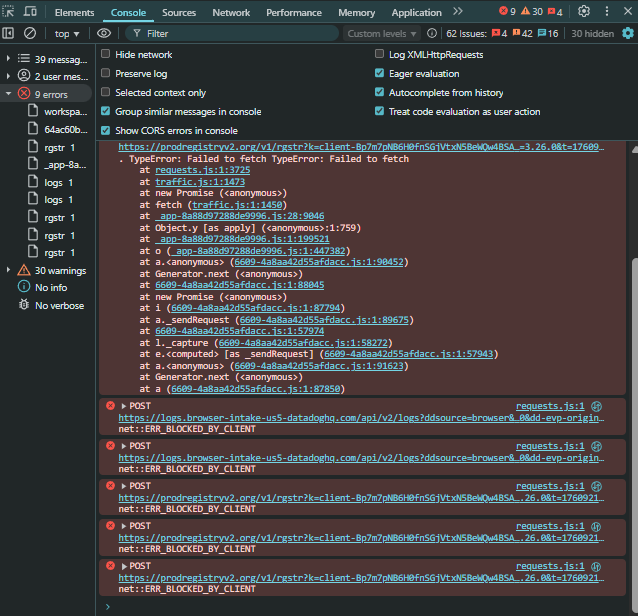 Elements Console Sources Network Performance Memory Application 9 30 4
top Filter Custom levels 62 Issues: 4 42 16 30 hidden
39 messag...
2 user mes...
9 errors
workspa...
64ac60b...
rgstr 1
_app-8a...
logs 1
logs 1
rgstr 1
rgstr 1
rgstr 1
30 warnings
No info
No verbose
Hide network
Log XMLHttpRequests
Preserve log
Eager evaluation
Selected context only
Autocomplete from history
Group similar messages in console
Treat code evaluation as user action
Show CORS errors in console
https://prodregistryv2.org/v1/rgstr?k=client-Bp7m7pNB6H0fnSGjVtxN5BeWQw4BSA…=3.26.0&t=17609…
. TypeError: Failed to fetch TypeError: Failed to fetch
at requests.js:1:3725
at traffic.js:1:1473
at new Promise (<anonymous>)
at fetch (traffic.js:1:1450)
at _app-8a88d97288de9996.js:28:9046
at Object.y [as apply] (<anonymous>:1:759)
at _app-8a88d97288de9996.js:1:199521
at o (_app-8a88d97288de9996.js:1:447382)
at a.<anonymous> (6609-4a8aa42d55afdacc.js:1:90452)
at Generator.next (<anonymous>)
at 6609-4a8aa42d55afdacc.js:1:88045
at new Promise (<anonymous>)
at i (6609-4a8aa42d55afdacc.js:1:87794)
at a._sendRequest (6609-4a8aa42d55afdacc.js:1:89675)
at 6609-4a8aa42d55afdacc.js:1:57974
at l._capture (6609-4a8aa42d55afdacc.js:1:58272)
at e.<computed> [as _sendRequest] (6609-4a8aa42d55afdacc.js:1:57943)
at a.<anonymous> (6609-4a8aa42d55afdacc.js:1:91623)
at Generator.next (<anonymous>)
at a (6609-4a8aa42d55afdacc.js:1:87850)
POST requests.js:1
https://logs.browser-intake-us5-datadoghq.com/api/v2/logs?ddsource=browser&…0&dd-evp-origin…
net::ERR_BLOCKED_BY_CLIENT
POST requests.js:1
https://logs.browser-intake-us5-datadoghq.com/api/v2/logs?ddsource=browser&…0&dd-evp-origin…
net::ERR_BLOCKED_BY_CLIENT
POST requests.js:1
https://prodregistryv2.org/v1/rgstr?k=client-Bp7m7pNB6H0fnSGjVtxN5BeWQw4BSA….26.0&t=1760921…
net::ERR_BLOCKED_BY_CLIENT
POST requests.js:1
https://prodregistryv2.org/v1/rgstr?k=client-Bp7m7pNB6H0fnSGjVtxN5BeWQw4BSA….26.0&t=1760921…
net::ERR_BLOCKED_BY_CLIENT
POST requests.js:1
https://prodregistryv2.org/v1/rgstr?k=client-Bp7m7pNB6H0fnSGjVtxN5BeWQw4BSA….26.0&t=1760921…
net::ERR_BLOCKED_BY_CLIENT